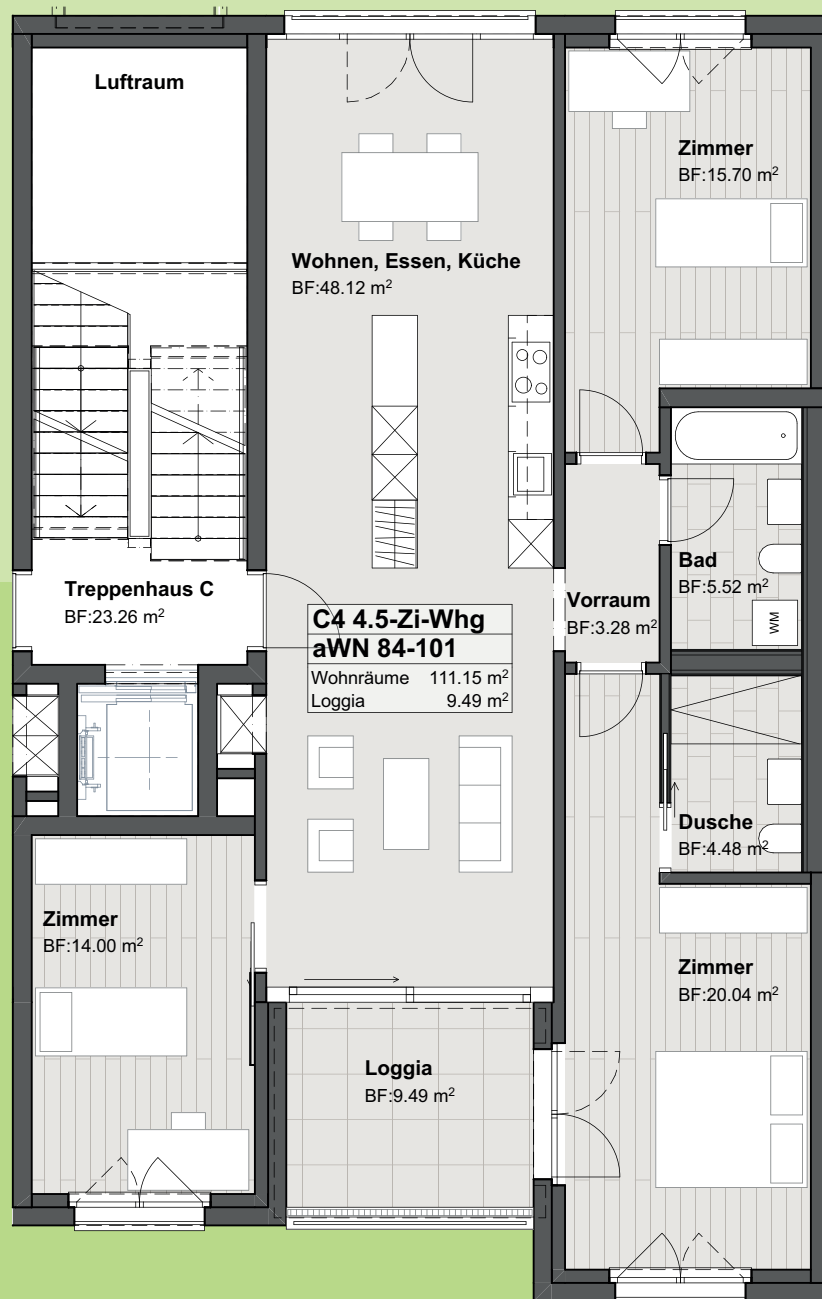 Luftraum
Zimmer
BF:15.70 m²
Wohnen, Essen, Küche
BF:48.12 m²
Treppenhaus C
BF:23.26 m²
Bad
BF:5.52 m²
Vorraum
BF:3.28 m²
WM
C4 4.5-Zi-Whg
aWN 84-101
Wohnräume 111.15 m²
Loggia 9.49 m²
Dusche
BF:4.48 m²
Zimmer
BF:14.00 m²
Zimmer
BF:20.04 m²
Loggia
BF:9.49 m²